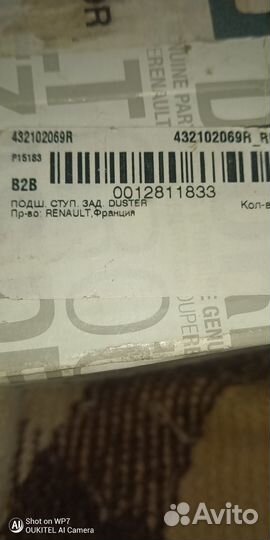 432102069R 432102069R_R
P15183
B2B
0012811833
ПОДШ. СТУП. ЗАД. DUSTER
Пр-во: RENAULT,Франция Кол-в
Shot on WP7
OUKITEL AI Camera
Avito